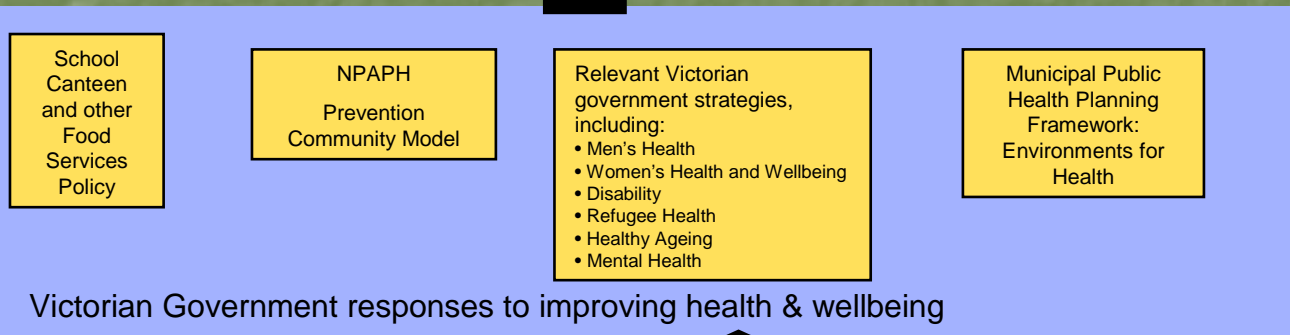 School
Canteen
and other
Food
Services
Policy
NPAPH
Prevention
Community Model
Relevant Victorian
government strategies,
including:
• Men's Health
• Women's Health and Wellbeing
• Disability
• Refugee Health
• Healthy Ageing
• Mental Health
Municipal Public
Health Planning
Framework:
Environments for
Health
Victorian Government responses to improving health & wellbeing